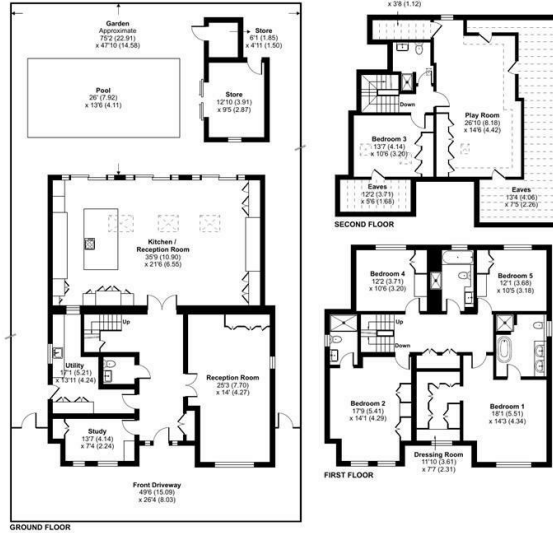 Garden
Approximate
75'2 (22.91)
x 47'10 (14.58)
Store
6'1 (1.85)
x 4'11 (1.50)
Pool
26' (7.92)
x 13'6 (4.11)
Store
12'10 (3.91)
x 9'5 (2.87)
Kitchen /
Reception Room
35'9 (10.90)
x 21'6 (6.55)
Up
Utility
17'1 (5.21)
x 13'11 (4.24)
Reception Room
25'3 (7.70)
x 14' (4.27)
Study
13'7 (4.14)
x 7'4 (2.24)
Front Driveway
49'6 (15.09)
x 26'4 (8.03)
GROUND FLOOR
x 3'8 (1.12)
Down
Play Room
26'10 (8.18)
x 14'6 (4.42)
Bedroom 3
13'7 (4.14)
x 10'6 (3.20)
Eaves
12'2 (3.71)
x 5'6 (1.68)
Eaves
13'4 (4.06)
x 7'5 (2.26)
SECOND FLOOR
Bedroom 4
12'2 (3.71)
x 10'6 (3.20)
Bedroom 5
12'1 (3.68)
x 10'5 (3.18)
Up
Down
Bedroom 2
17'9 (5.41)
x 14'1 (4.29)
Bedroom 1
18'1 (5.51)
x 14'3 (4.34)
Dressing Room
11'10 (3.61)
x 7'7 (2.31)
FIRST FLOOR